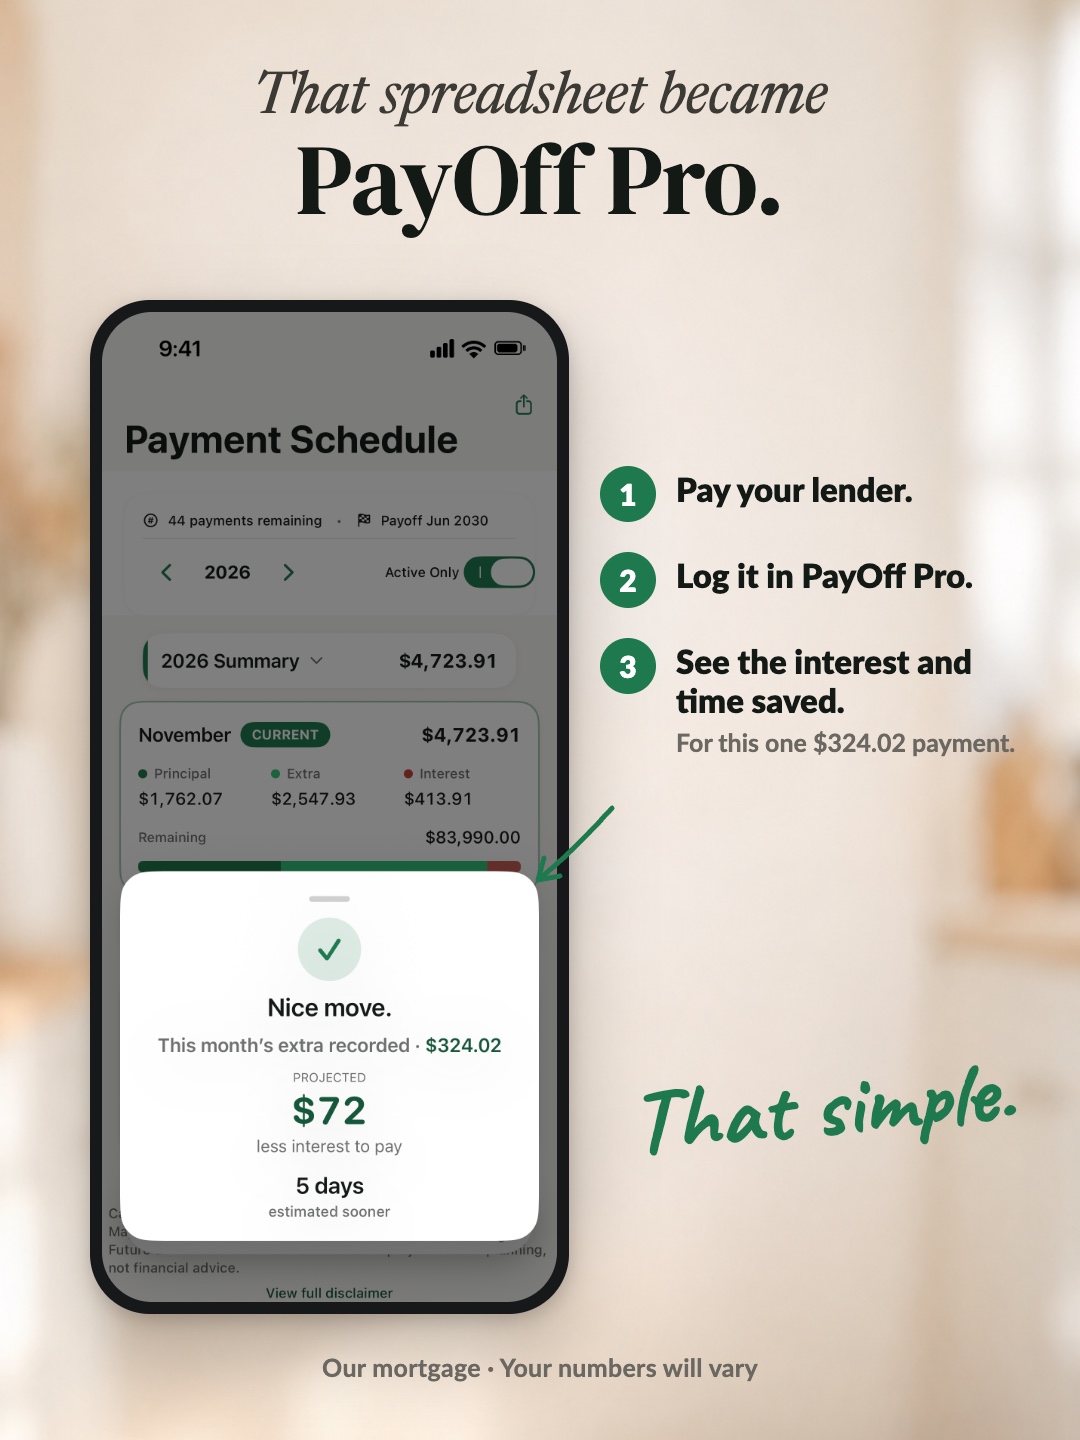 That spreadsheet became
PayOff Pro.
9:41
Payment Schedule
44 payments remaining · Payoff Jun 2030
2026
Active Only
2026 Summary $4,723.91
November CURRENT $4,723.91
Principal Extra Interest
$1,762.07 $2,547.93 $413.91
Remaining $83,990.00
Nice move.
This month's extra recorded · $324.02
PROJECTED
$72
less interest to pay
5 days
estimated sooner
not financial advice.
View full disclaimer
1 Pay your lender.
2 Log it in PayOff Pro.
3 See the interest and
time saved.
For this one $324.02 payment.
That simple.
Our mortgage · Your numbers will vary